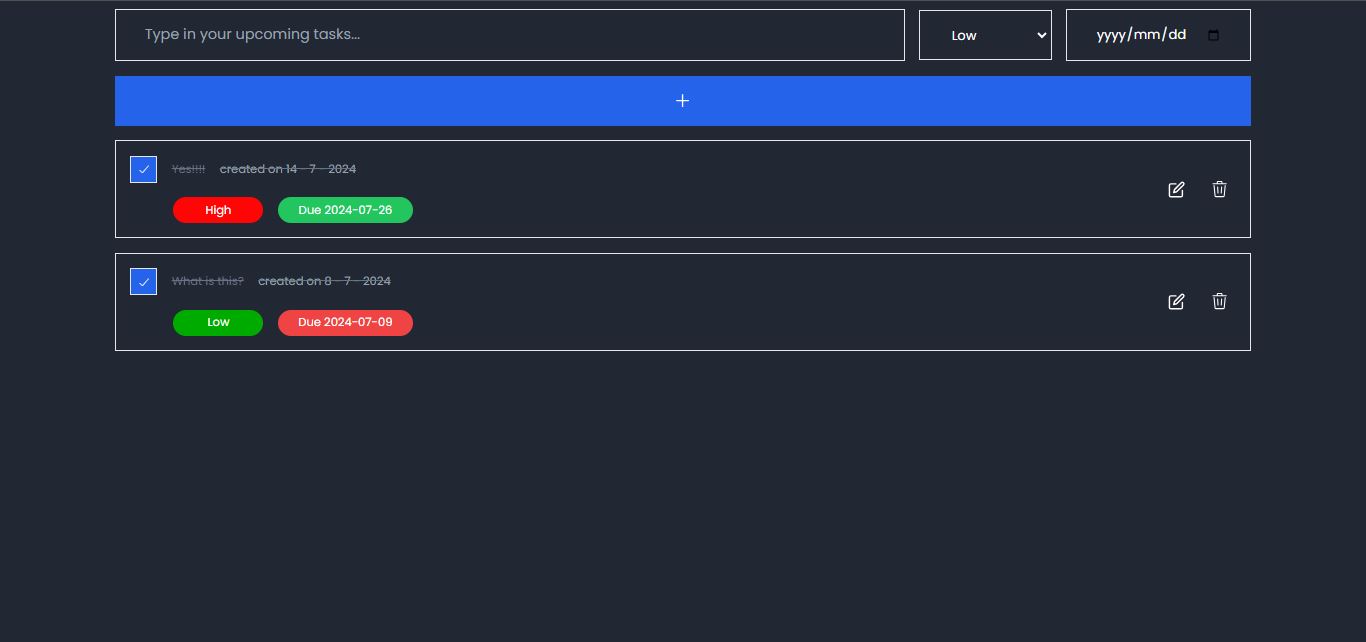 Type in your upcoming tasks... Low yyyy/mm/dd
+
Yes!!!! created on 14 - 7 - 2024
High Due 2024-07-26
What is this? created on 8 - 7 - 2024
Low Due 2024-07-09